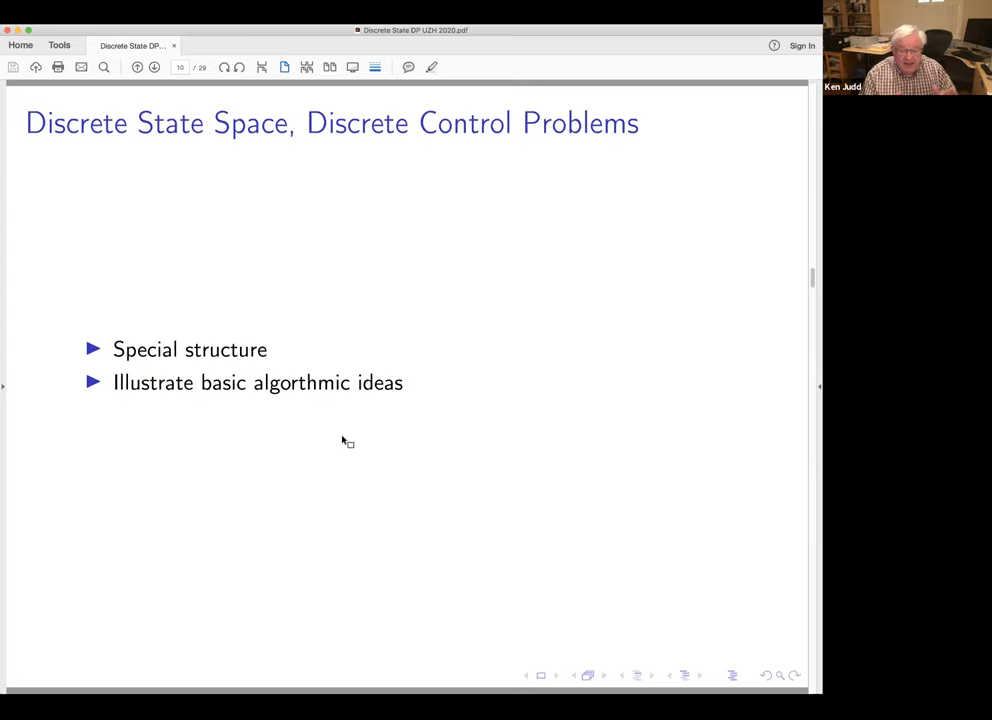 Discrete State DP UZH 2020.pdf
Home Tools Discrete State DP... × Sign In
10 / 29
Ken Judd
Discrete State Space, Discrete Control Problems
Special structure
Illustrate basic algorthmic ideas